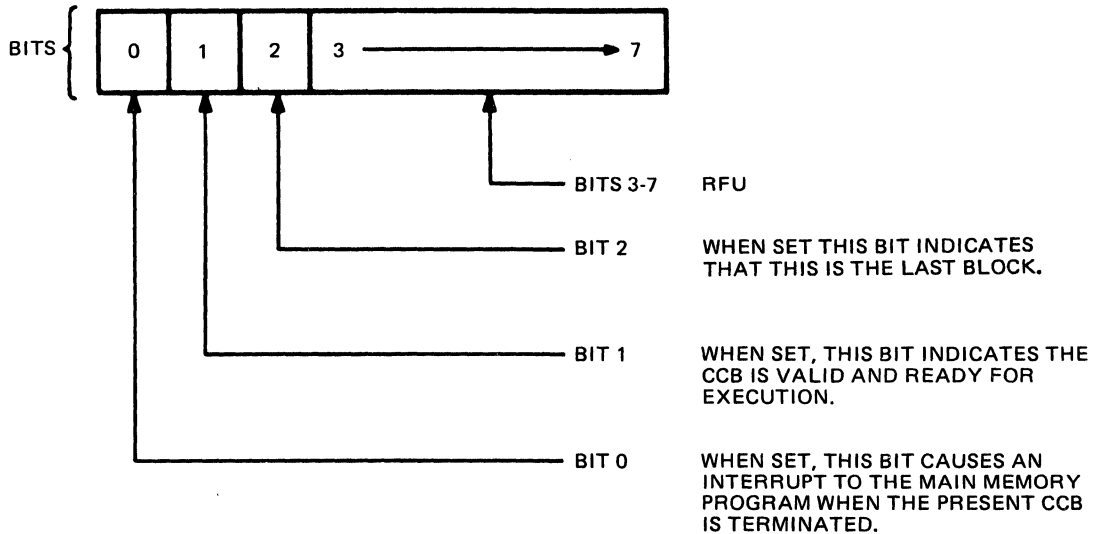 BITS 0 1 2 3 7
BITS 3-7 RFU
BIT 2 WHEN SET THIS BIT INDICATES
THAT THIS IS THE LAST BLOCK.
BIT 1 WHEN SET, THIS BIT INDICATES THE
CCB IS VALID AND READY FOR
EXECUTION.
BIT 0 WHEN SET, THIS BIT CAUSES AN
INTERRUPT TO THE MAIN MEMORY
PROGRAM WHEN THE PRESENT CCB
IS TERMINATED.